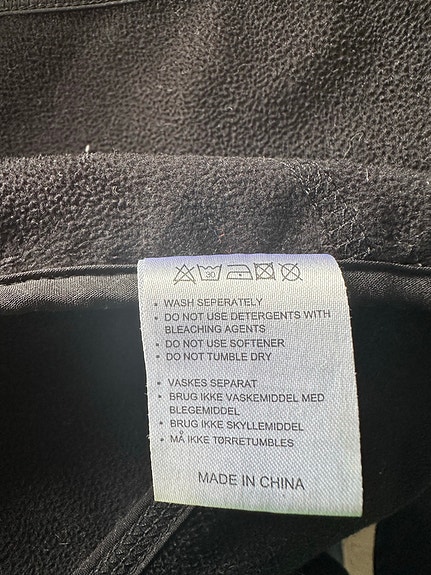 30
• WASH SEPERATELY
• DO NOT USE DETERGENTS WITH
BLEACHING AGENTS
• DO NOT USE SOFTENER
• DO NOT TUMBLE DRY
• VASKES SEPARAT
• BRUG IKKE VASKEMIDDEL MED
BLEGEMIDDEL
• BRUG IKKE SKYLLEMIDDEL
• MÅ IKKE TØRRETUMBLES
MADE IN CHINA